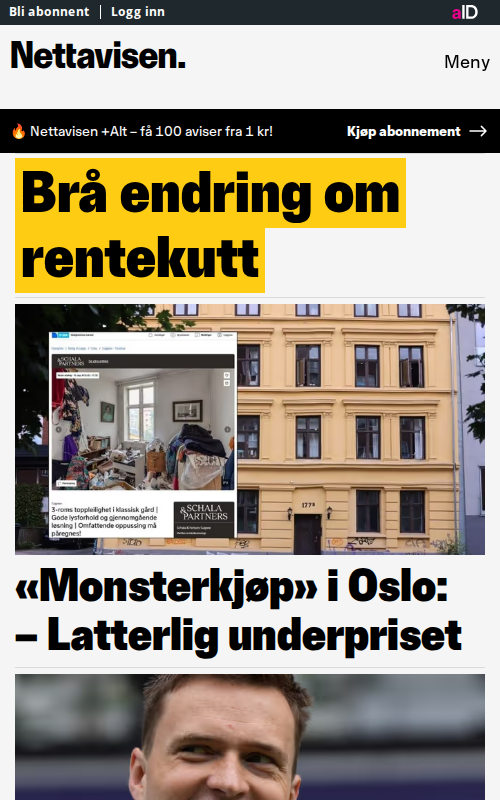 Bli abonnent | Logg inn
aID
Nettavisen.
Meny
🔥 Nettavisen +Alt – få 100 aviser fra 1 kr!
Kjøp abonnement →
Brå endring om
rentekutt
SCHALA
& PARTNERS
3-roms toppleilighet i klassisk gård |
Gode lysforhold og gjennomgående
løsning | Omfattende oppussing må
påregnes!
SCHALA
& PARTNERS
177 B
«Monsterkjøp» i Oslo:
– Latterlig underpriset